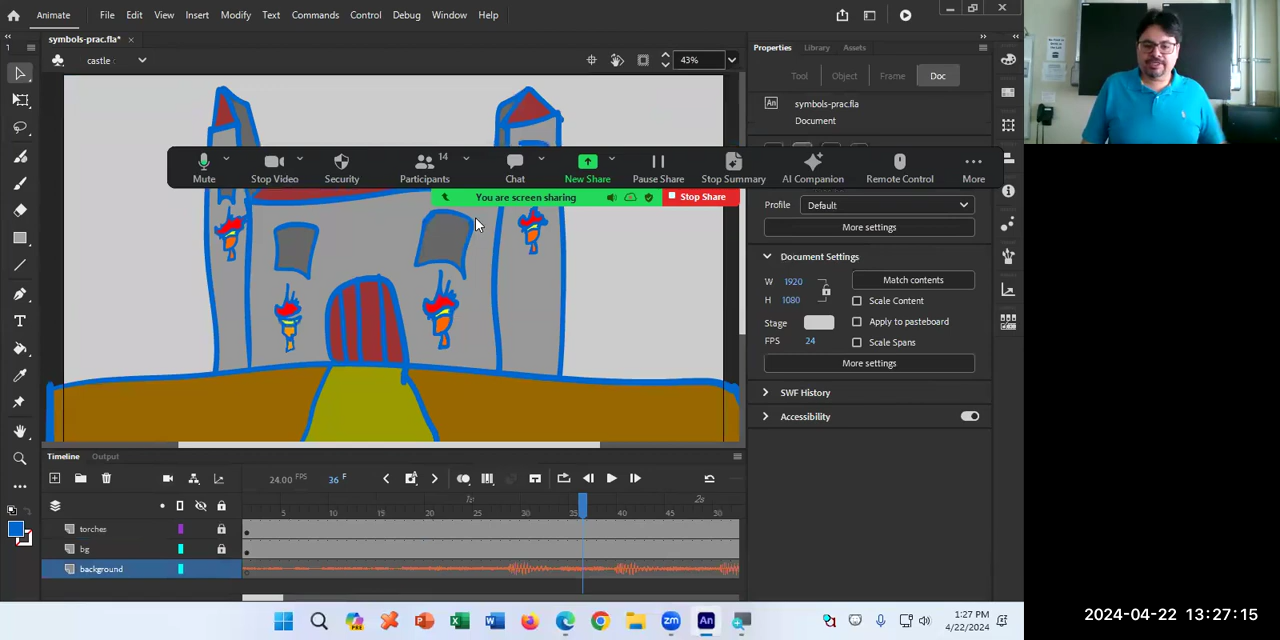 Animate File Edit View Insert Modify Text Commands Control Debug Window Help
symbols-prac.fla* ×
castle 43%
Properties Library Assets
Tool Object Frame Doc
An symbols-prac.fla
Document
14
Mute Stop Video Security Participants Chat New Share Pause Share Stop Summary AI Companion Remote Control More
You are screen sharing Stop Share
Profile Default
More settings
Document Settings
W 1920 Match contents
H 1080 Scale Content
Stage Apply to pasteboard
FPS 24 Scale Spans
More settings
SWF History
Accessibility
Timeline Output
24.00 FPS 36 F
1s 2s
5 10 15 20 25 30 35 40 45 30
torches
bg
background
1:27 PM
4/22/2024
2024-04-22 13:27:15